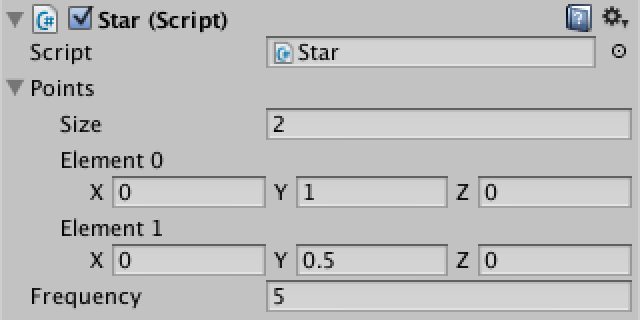 C# Star (Script)
Script C# Star
Points
Size 2
Element 0
X 0 Y 1 Z 0
Element 1
X 0 Y 0.5 Z 0
Frequency 5